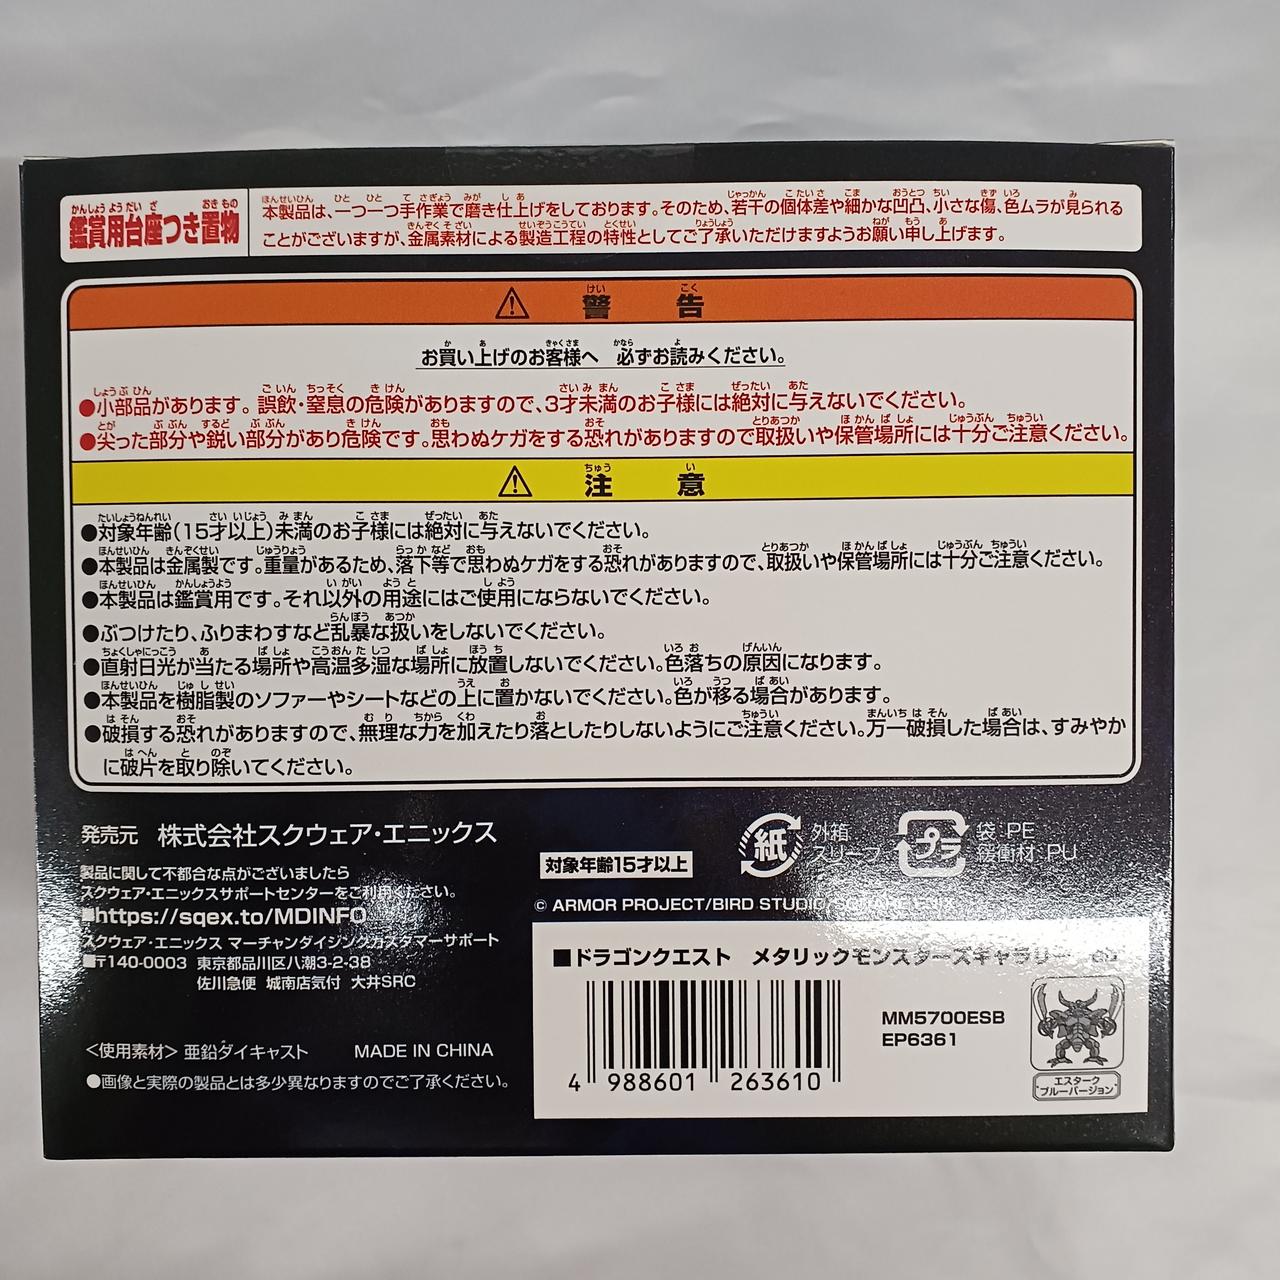 鑑賞用台座つき置物
本製品は、一つ一つ手作業で磨き仕上げをしております。そのため、若干の個体差や細かな凹凸、小さな傷、色ムラが見られる
ことがございますが、金属素材による製造工程の特性としてご了承いただけますようお願い申し上げます。
⚠ 警告
お買い上げのお客様へ 必ずお読みください。
●小部品があります。誤飲・窒息の危険がありますので、3才未満のお子様には絶対に与えないでください。
●尖った部分や鋭い部分があり危険です。思わぬケガをする恐れがありますので取扱いや保管場所には十分ご注意ください。
⚠ 注意
●対象年齢(15才以上)未満のお子様には絶対に与えないでください。
●本製品は金属製です。重量があるため、落下等で思わぬケガをする恐れがありますので、取扱いや保管場所には十分ご注意ください。
●本製品は鑑賞用です。それ以外の用途にはご使用にならないでください。
●ぶつけたり、ふりまわすなど乱暴な扱いをしないでください。
●直射日光が当たる場所や高温多湿な場所に放置しないでください。色落ちの原因になります。
●本製品を樹脂製のソファーやシートなどの上に置かないでください。色が移る場合があります。
●破損する恐れがありますので、無理な力を加えたり落としたりしないようにご注意ください。万一破損した場合は、すみやか
に破片を取り除いてください。
発売元 株式会社スクウェア・エニックス
製品に関して不都合な点がございましたら
スクウェア・エニックスサポートセンターをご利用ください。
■https://sqex.to/MDINFO
スクウェア・エニックス マーチャンダイジングカスタマーサポート
■〒140-0003 東京都品川区八潮3-2-38
佐川急便 城南店気付 大井SRC
<使用素材> 亜鉛ダイキャスト MADE IN CHINA
●画像と実際の製品とは多少異なりますのでご了承ください。
対象年齢15才以上
紙 外箱
スリーブ
プラ 袋:PE
緩衝材:PU
© ARMOR PROJECT/BIRD STUDIO/SQUARE ENIX
■ドラゴンクエスト メタリックモンスターズギャラリー
MM5700ESB
EP6361
4 988601 263610
エスターク
ブルーバージョン